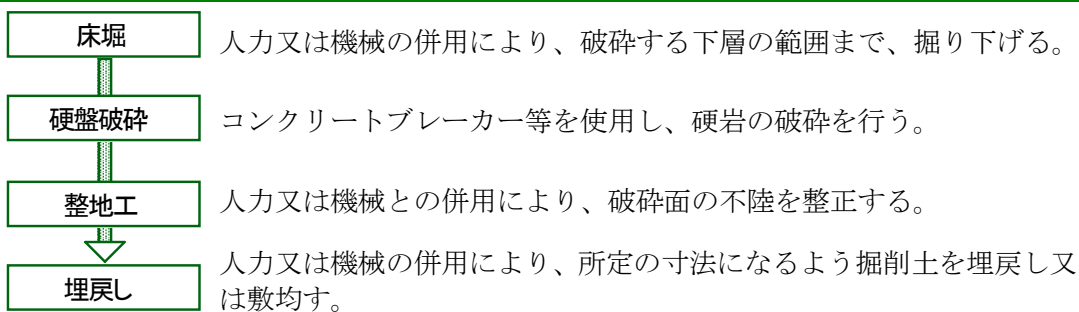 床堀
人力又は機械の併用により、破砕する下層の範囲まで、掘り下げる。
硬盤破砕
コンクリートブレーカー等を使用し、硬岩の破砕を行う。
整地工
人力又は機械との併用により、破砕面の不陸を整正する。
埋戻し
人力又は機械の併用により、所定の寸法になるよう掘削土を埋戻し又
は敷均す。